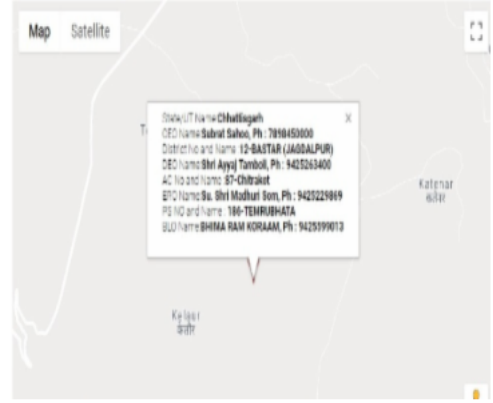 Map Satellite
State/UT Name:Chhattisgarh
CEO Name:Subrat Sahoo, Ph : 7898450000
District No and Name :12-BASTAR (JAGDALPUR)
DEO Name:Shri Ayyaj Tamboli, Ph : 9425263400
AC No and Name :87-Chitrakot
ERO Name:Su. Shri Madhuri Som, Ph : 9425229869
PS NO and Name : 186-TEMRUBHATA
BLO Name:BHIMA RAM KORAAM, Ph : 9425599013
Katenar
Kelaur
केलौर